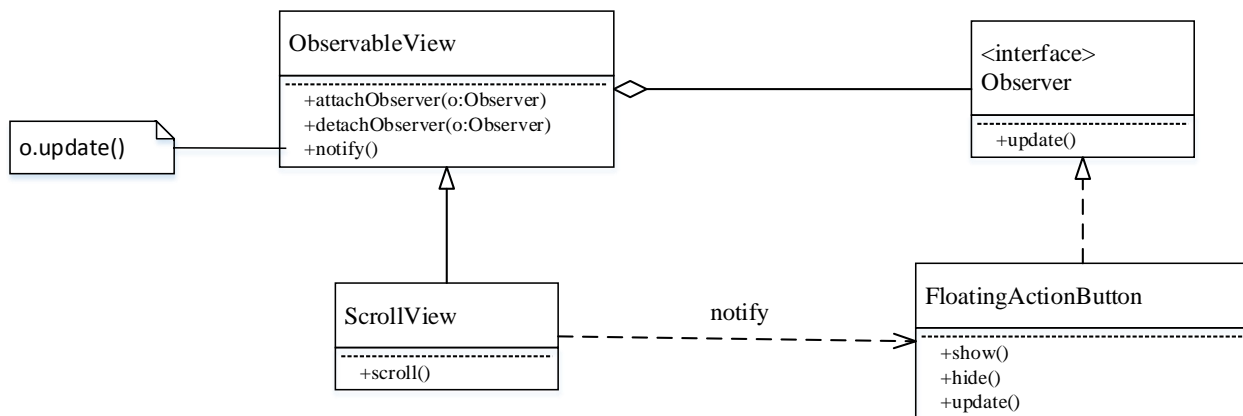 ObservableView
+attachObserver(o:Observer)
+detachObserver(o:Observer)
+notify()
o.update()
<interface>
Observer
+update()
ScrollView
+scroll()
notify
FloatingActionButton
+show()
+hide()
+update()